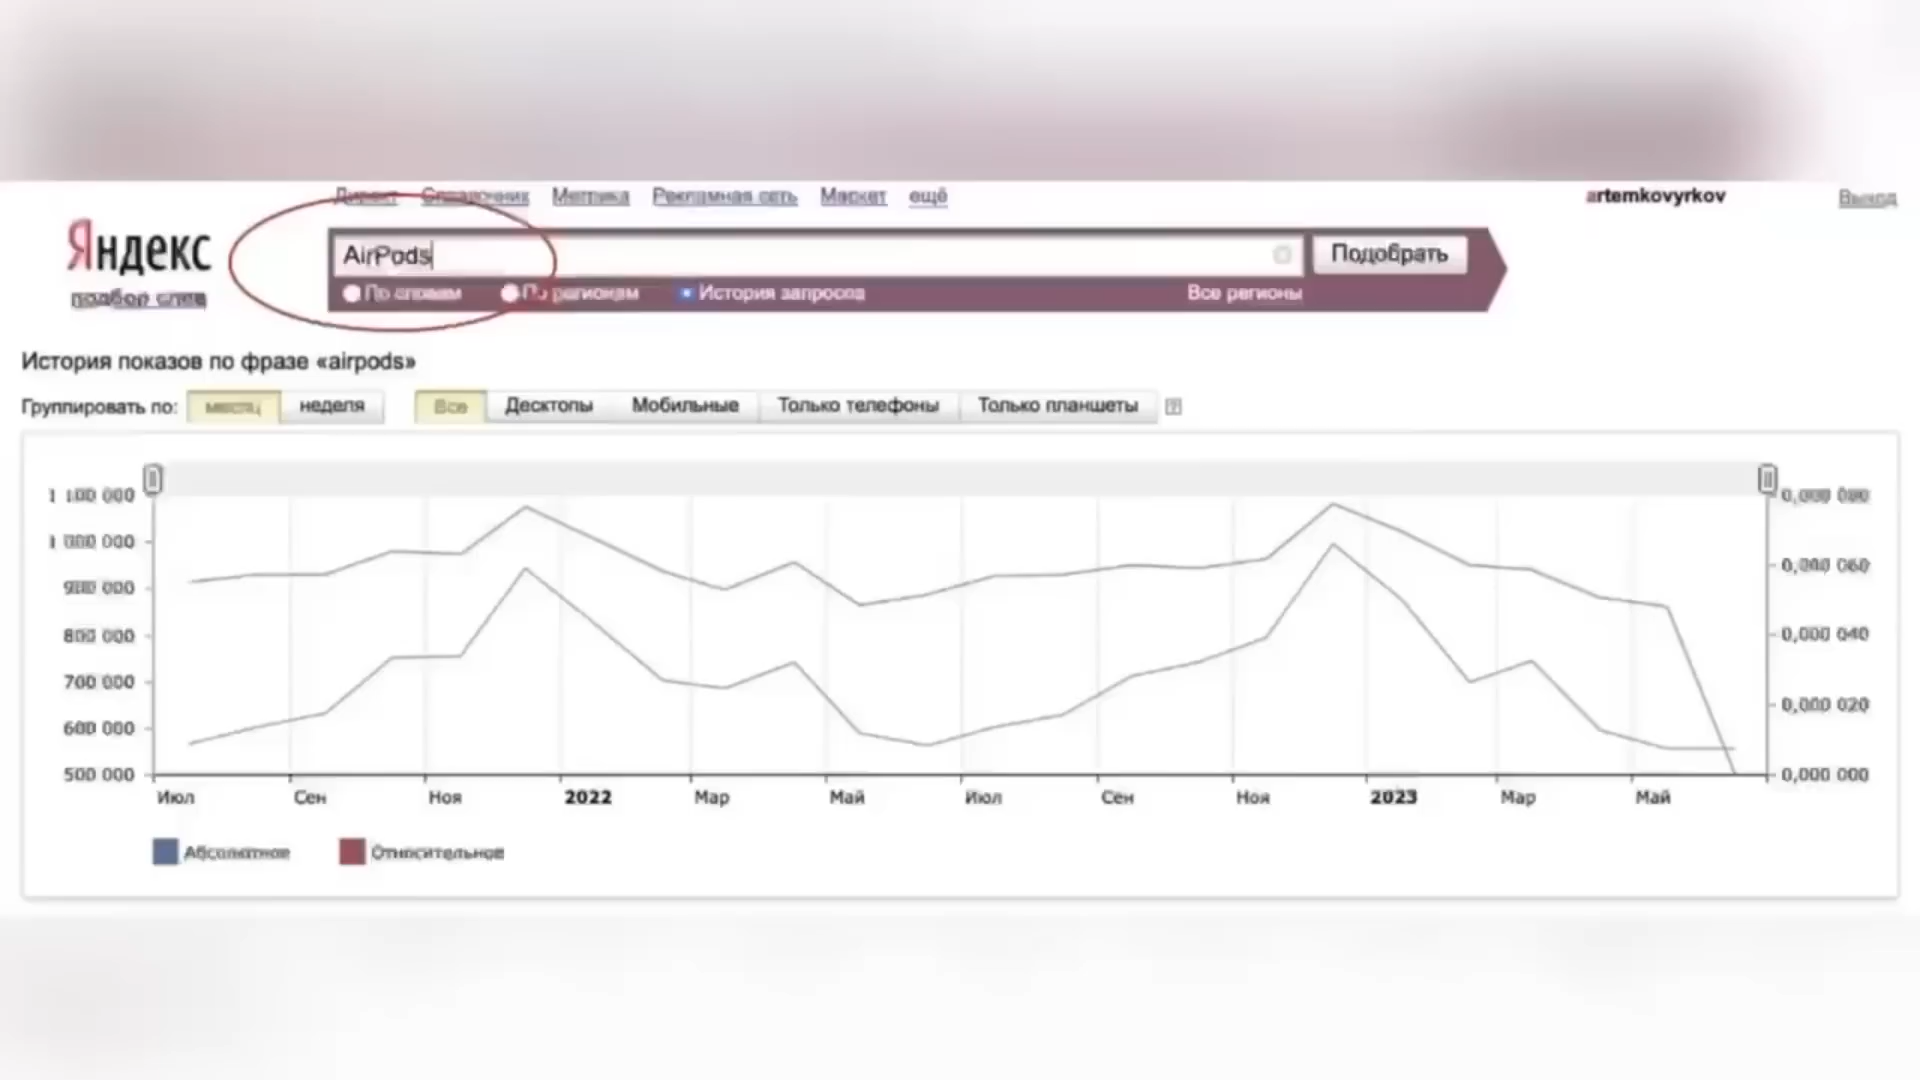 Директ Справочник Метрика Рекламная сеть Маркет ещё
artemkovyrkov Выход
Яндекс
подбор слов
AirPods
Подобрать
По словам По регионам История запросов Все регионы
История показов по фразе «airpods»
Группировать по: месяц неделя Все Десктопы Мобильные Только телефоны Только планшеты
1 100 000
1 000 000
900 000
800 000
700 000
600 000
500 000
0,000 080
0,000 060
0,000 040
0,000 020
0,000 000
Июл Сен Ноя 2022 Мар Май Июл Сен Ноя 2023 Мар Май
Абсолютное Относительное